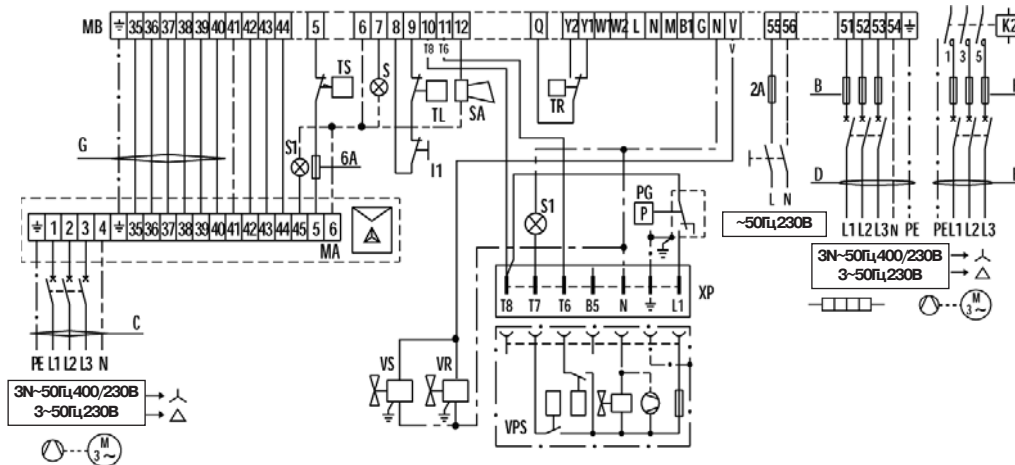 MB 35 36 37 38 39 40 41 42 43 44 5 6 7 8 9 10 11 12 Q Y2 Y1 W1 W2 L N M B1 G N V 55 56 51 52 53 54 K2
T8 T6 V 1 3 5
TS S TL SA TR 2A B
S1 6A I1
G D
PG P S1 L N
~50Гц230В L1 L2 L3 N PE PE L1 L2 L3
35 36 37 38 39 40 41 42 43 44 45 5 6
1 2 3 4
MA
3N~50Гц400/230В
3~50Гц230В
XP
T8 T7 T6 B5 N L1
M
3~
C
PE L1 L2 L3 N
VS VR
VPS
3N~50Гц400/230В
3~50Гц230В
M
3~